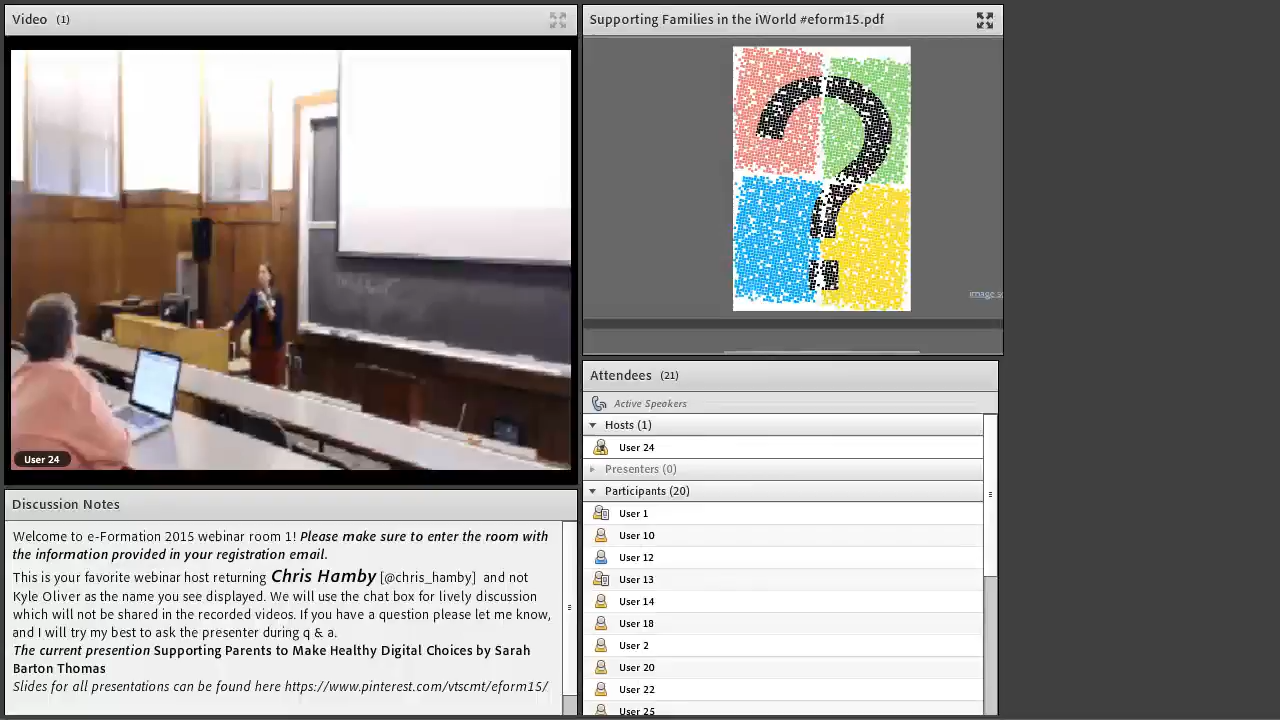 Video (1)
User 24
Discussion Notes
Welcome to e-Formation 2015 webinar room 1! Please make sure to enter the room with
the information provided in your registration email.
This is your favorite webinar host returning Chris Hamby [@chris_hamby] and not
Kyle Oliver as the name you see displayed. We will use the chat box for lively discussion
which will not be shared in the recorded videos. If you have a question please let me know,
and I will try my best to ask the presenter during q & a.
The current presention Supporting Parents to Make Healthy Digital Choices by Sarah
Barton Thomas
Slides for all presentations can be found here https://www.pinterest.com/vtscmt/eform15/
Supporting Families in the iWorld #eform15.pdf
?
image
Attendees (21)
Active Speakers
Hosts (1)
User 24
Presenters (0)
Participants (20)
User 1
User 10
User 12
User 13
User 14
User 18
User 2
User 20
User 22
User 25